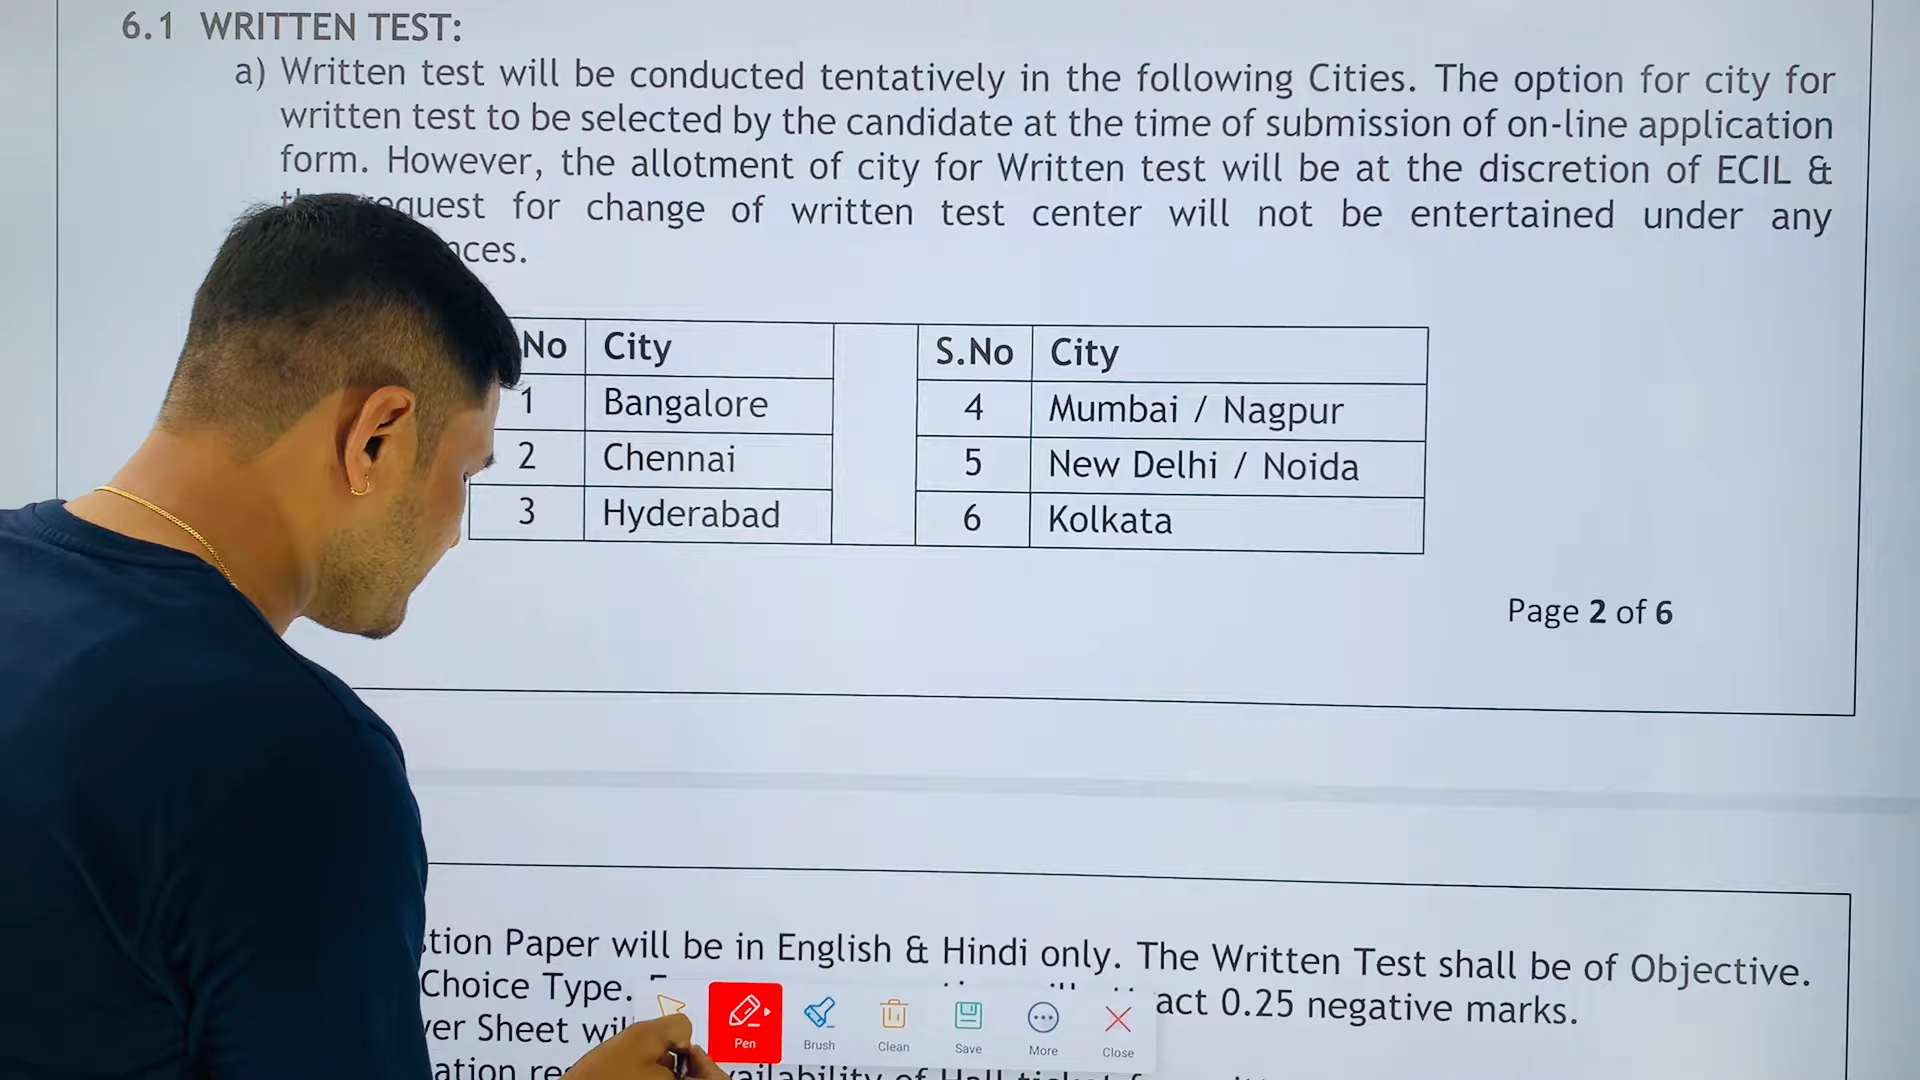 6.1 WRITTEN TEST:
a) Written test will be conducted tentatively in the following Cities. The option for city for
written test to be selected by the candidate at the time of submission of on-line application
form. However, the allotment of city for Written test will be at the discretion of ECIL &
for change of written test center will not be entertained under any
No City S.No City
1 Bangalore 4 Mumbai / Nagpur
2 Chennai 5 New Delhi / Noida
3 Hyderabad 6 Kolkata
Page 2 of 6
Paper will be in English & Hindi only. The Written Test shall be of Objective.
Choice Type. 0.25 negative marks.
Sheet
of
Pen Brush Clean Save More Close